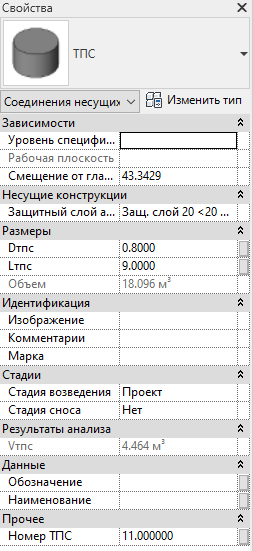 Свойства
ТПС
Соединения несущих
Изменить тип
Зависимости
Уровень специфи...
Рабочая плоскость
Смещение от гла... 43.3429
Несущие конструкции
Защитный слой а... Защ. слой 20 <20 ...
Размеры
Dтпс 0.8000
Lтпс 9.0000
Объем 18.096 м³
Идентификация
Изображение
Комментарии
Марка
Стадии
Стадия возведения Проект
Стадия сноса Нет
Результаты анализа
Vтпс 4.464 м³
Данные
Обозначение
Наименование
Прочее
Номер ТПС 11.000000